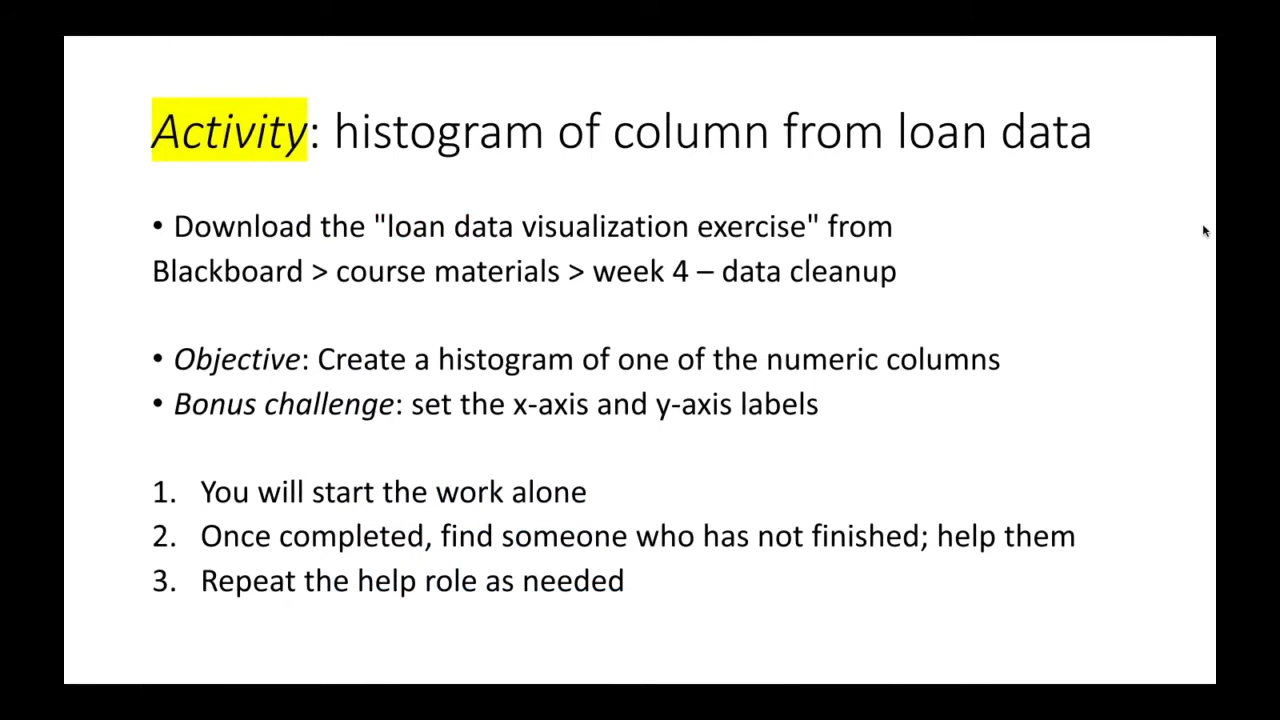 Activity: histogram of column from loan data
• Download the "loan data visualization exercise" from
Blackboard > course materials > week 4 – data cleanup
• Objective: Create a histogram of one of the numeric columns
• Bonus challenge: set the x-axis and y-axis labels
1. You will start the work alone
2. Once completed, find someone who has not finished; help them
3. Repeat the help role as needed